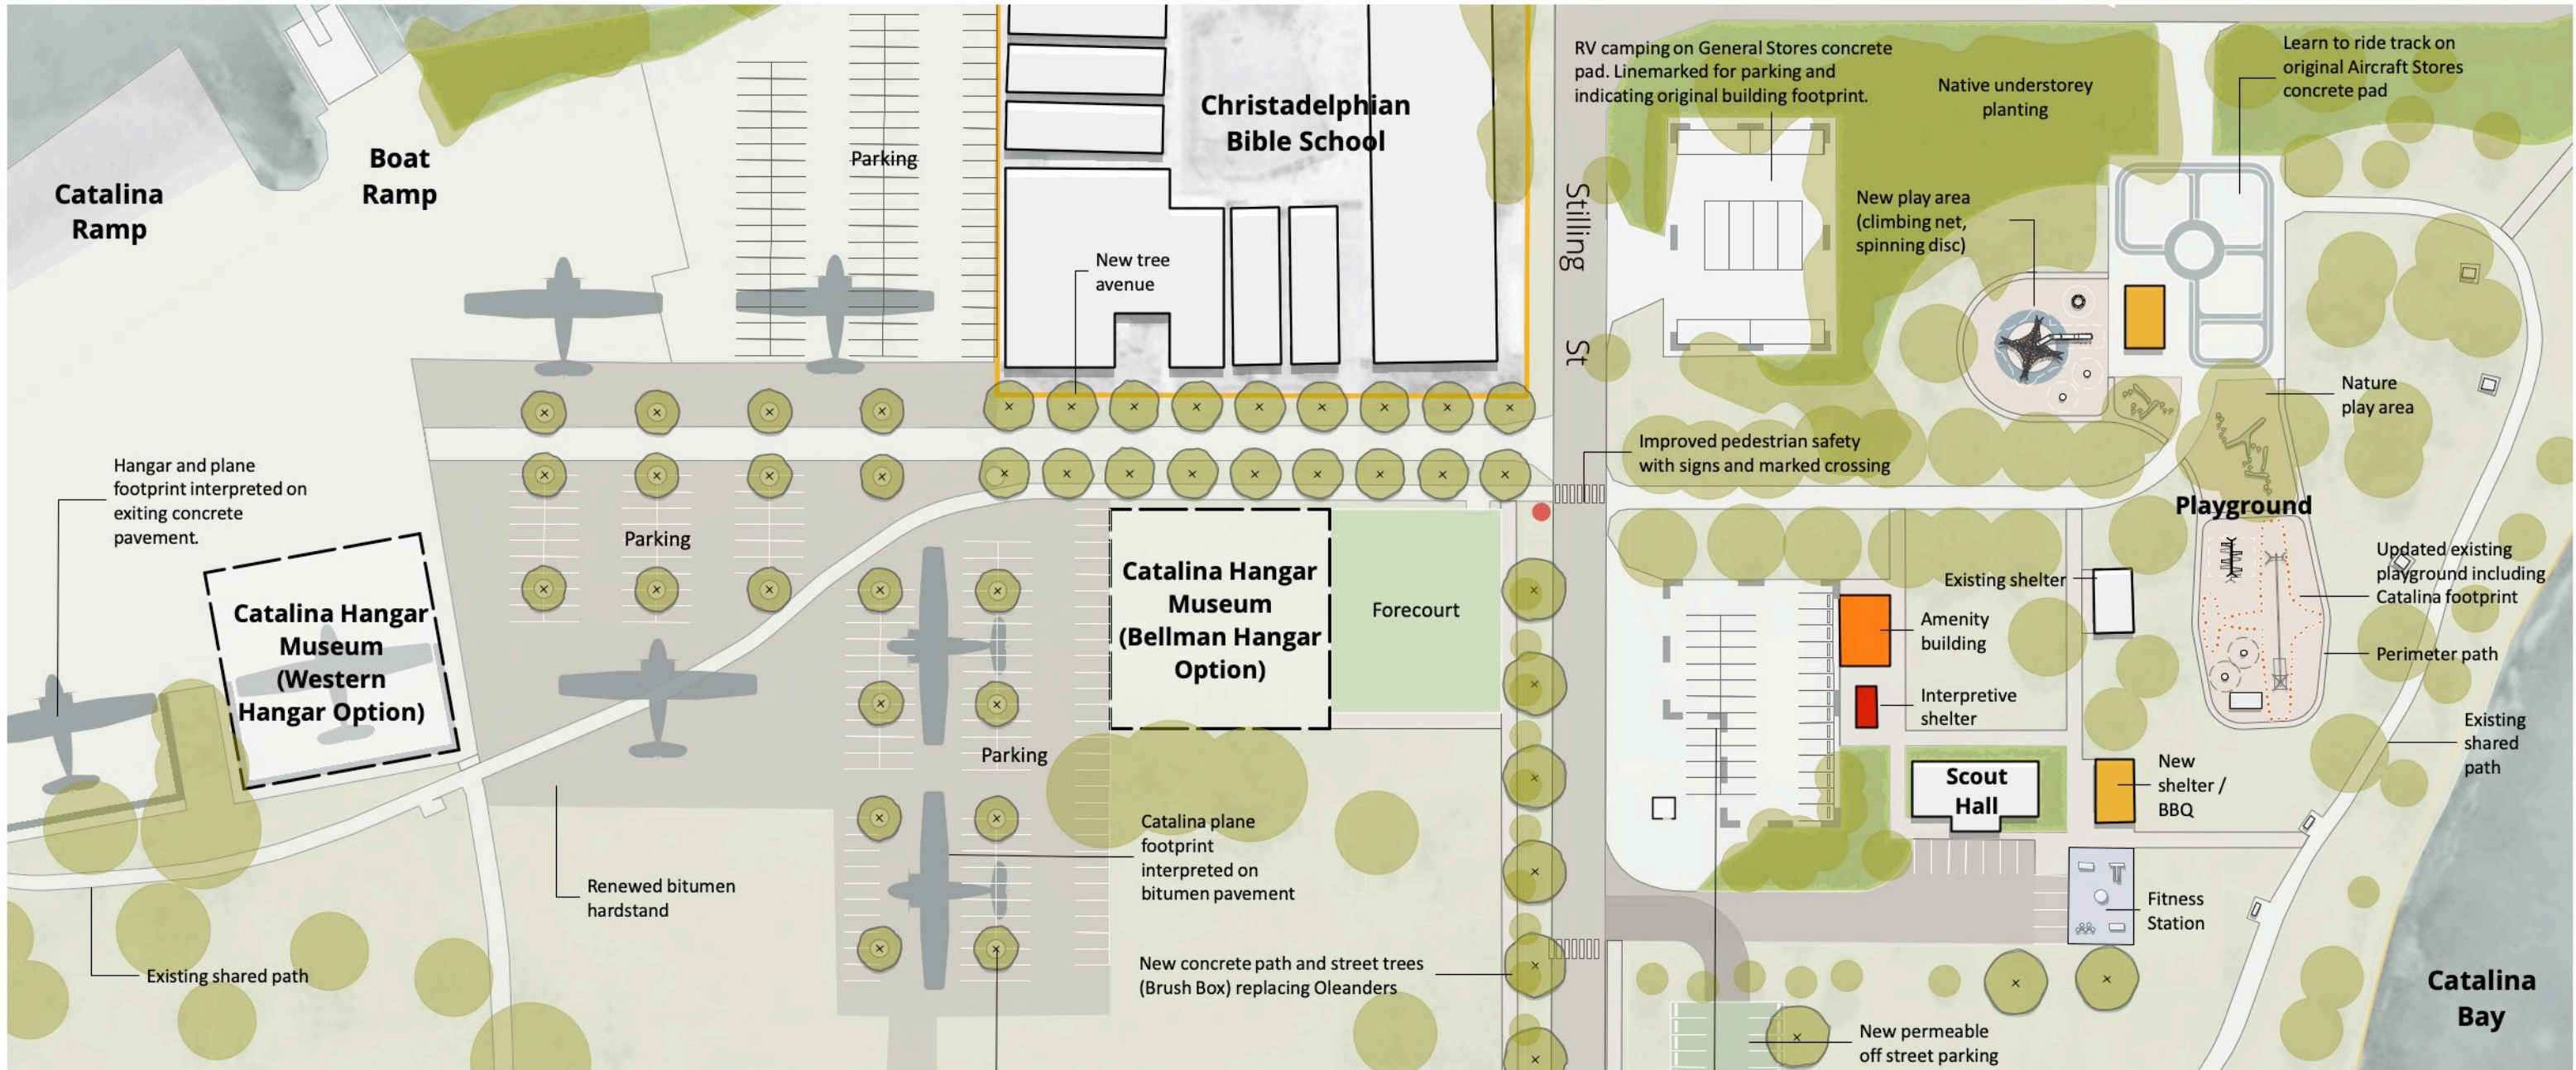 Catalina
Ramp
Boat
Ramp
Parking
Christadelphian
Bible School
New tree
avenue
RV camping on General Stores concrete
pad. Linemarked for parking and
indicating original building footprint.
Native understorey
planting
Learn to ride track on
original Aircraft Stores
concrete pad
New play area
(climbing net,
spinning disc)
Stilling St
Nature
play area
Improved pedestrian safety
with signs and marked crossing
Hangar and plane
footprint interpreted on
exiting concrete
pavement.
Parking
Catalina Hangar
Museum
(Western
Hangar Option)
Catalina Hangar
Museum
(Bellman Hangar
Option)
Forecourt
Playground
Existing shelter
Updated existing
playground including
Catalina footprint
Amenity
building
Perimeter path
Interpretive
shelter
Existing
shared
path
Parking
Scout
Hall
New
shelter /
BBQ
Catalina plane
footprint
interpreted on
bitumen pavement
Renewed bitumen
hardstand
Fitness
Station
Existing shared path
New concrete path and street trees
(Brush Box) replacing Oleanders
Catalina
Bay
New permeable
off street parking